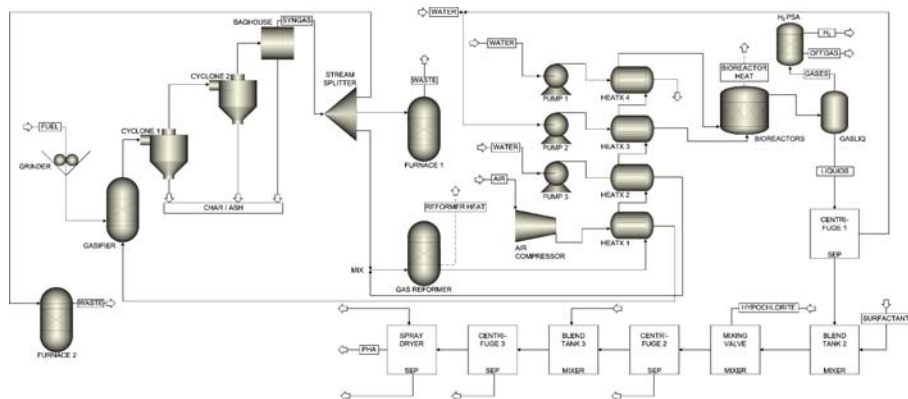 BAGHOUSE
SYNGAS
WATER
H2 PSA
H2
OFFGAS
CYCLONE 2
STREAM
SPLITTER
WATER
BIOREACTOR
HEAT
GASES
WASTE
PUMP 1
HEATX 4
FUEL
CYCLONE 1
BIOREACTORS
GASLIQ
GRINDER
PUMP 2
HEATX 3
FURNACE 1
WATER
LIQUIDS
REFORMER HEAT
PUMP 3
HEATX 2
AIR
CHAR / ASH
CENTRI-
FUGE 1
GASIFIER
AIR
COMPRESSOR
HEATX 1
SEP
MIX
GAS REFORMER
WASTE
HYPOCHLORITE
SURFACTANT
FURNACE 2
SPRAY
DRYER
CENTRI-
FUGE 3
BLEND
TANK 3
CENTRI-
FUGE 2
MIXING
VALVE
BLEND
TANK 2
PHA
SEP
SEP
MIXER
SEP
MIXER
MIXER